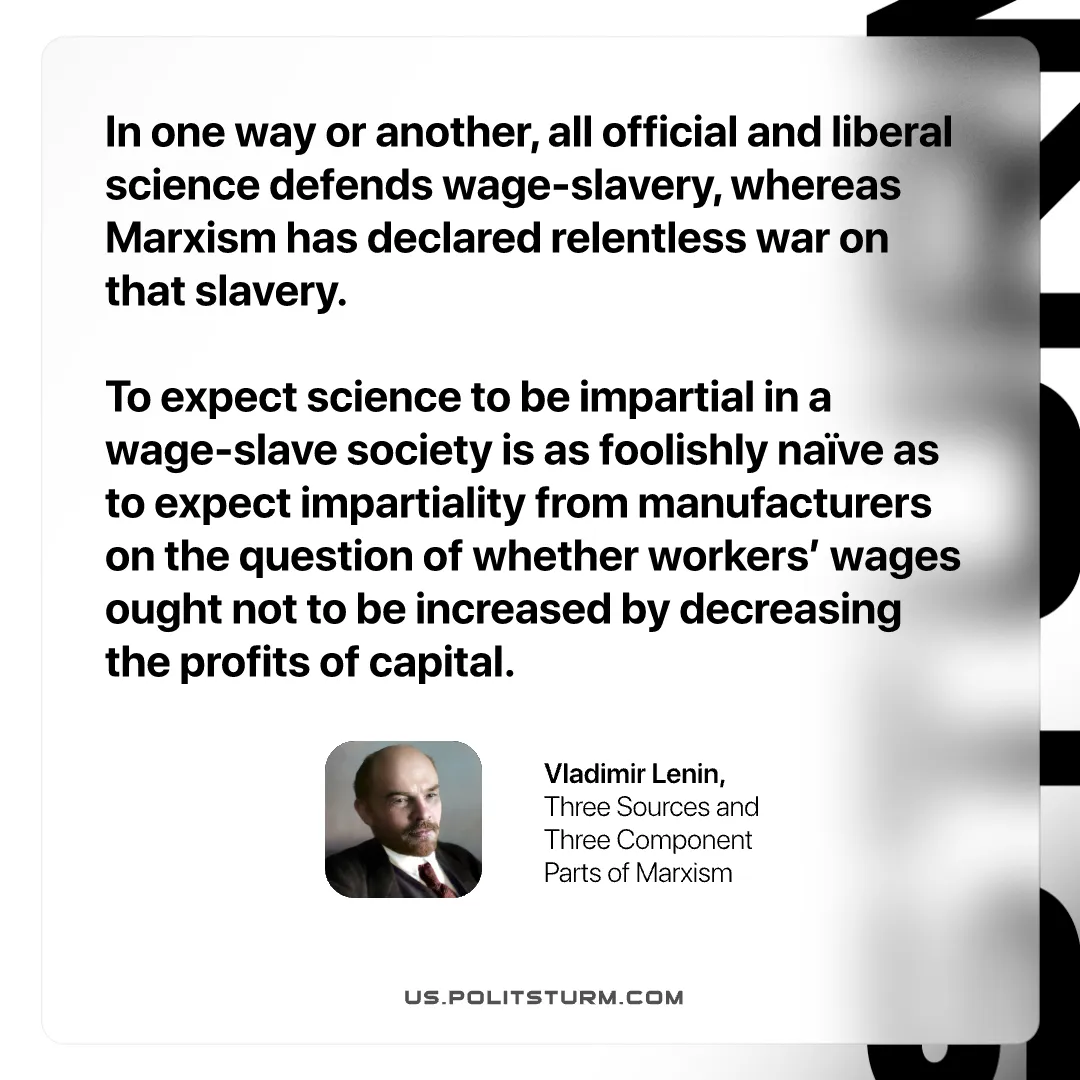 In one way or another, all official and liberal
science defends wage-slavery, whereas
Marxism has declared relentless war on
that slavery.
To expect science to be impartial in a
wage-slave society is as foolishly naïve as
to expect impartiality from manufacturers
on the question of whether workers’ wages
ought not to be increased by decreasing
the profits of capital.
Vladimir Lenin,
Three Sources and
Three Component
Parts of Marxism
US.POLITSTURM.COM